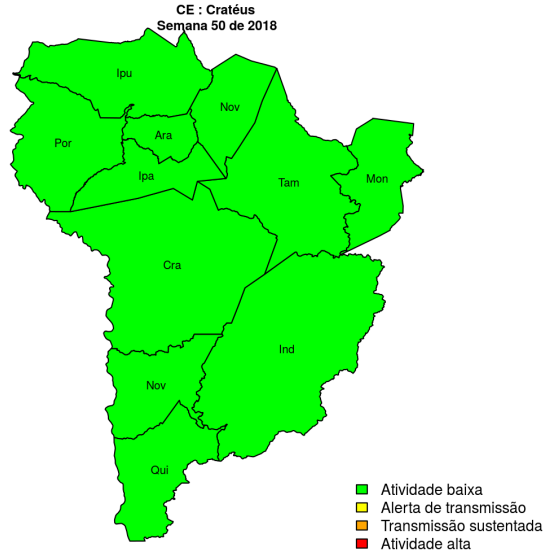 CE : Cratéus
Semana 50 de 2018
Ipu
Nov
Por
Ara
Ipa
Tam
Mon
Cra
Ind
Nov
Qui
Atividade baixa
Alerta de transmissão
Transmissão sustentada
Atividade alta